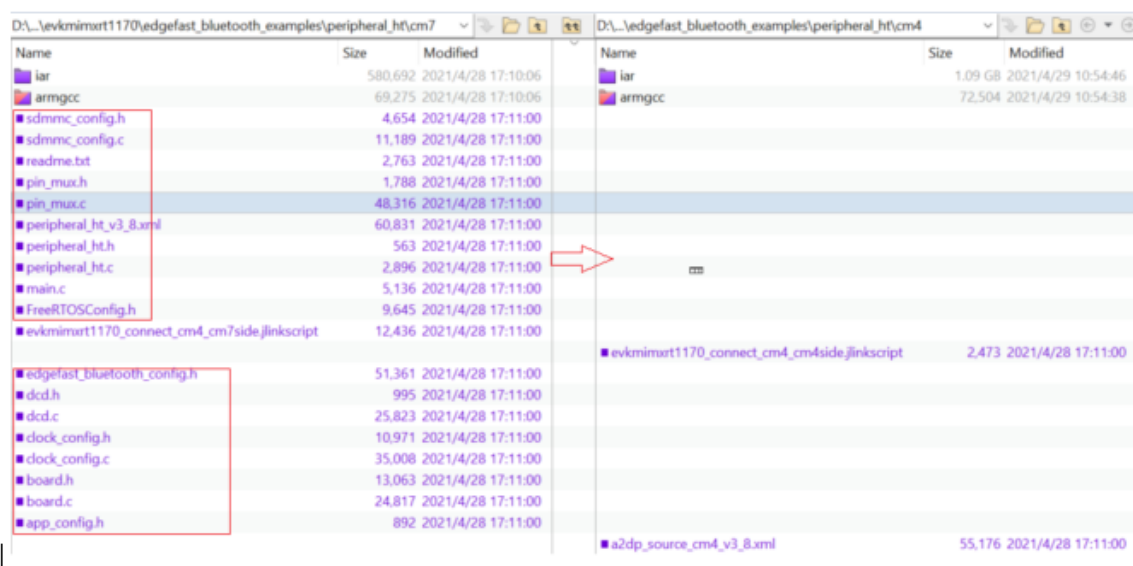 D:\...\evkmimxrt1170\edgefast_bluetooth_examples\peripheral_ht\cm7 D:\...\edgefast_bluetooth_examples\peripheral_ht\cm4
Name Size Modified Name Size Modified
iar 580,692 2021/4/28 17:10:06 iar 1.09 GB 2021/4/29 10:54:46
armgcc 69,275 2021/4/28 17:10:06 armgcc 72,504 2021/4/29 10:54:38
sdmmc_config.h 4,654 2021/4/28 17:11:00
sdmmc_config.c 11,189 2021/4/28 17:11:00
readme.txt 2,763 2021/4/28 17:11:00
pin_mux.h 1,788 2021/4/28 17:11:00
pin_mux.c 48,316 2021/4/28 17:11:00
peripheral_ht_v3_8.xml 60,831 2021/4/28 17:11:00
peripheral_ht.h 563 2021/4/28 17:11:00
peripheral_ht.c 2,896 2021/4/28 17:11:00
main.c 5,136 2021/4/28 17:11:00
FreeRTOSConfig.h 9,645 2021/4/28 17:11:00
evkmimxrt1170_connect_cm4_cm7side.jlinkscript 12,436 2021/4/28 17:11:00
evkmimxrt1170_connect_cm4_cm4side.jlinkscript 2,473 2021/4/28 17:11:00
edgefast_bluetooth_config.h 51,361 2021/4/28 17:11:00
dcd.h 995 2021/4/28 17:11:00
dcd.c 25,823 2021/4/28 17:11:00
clock_config.h 10,971 2021/4/28 17:11:00
clock_config.c 35,008 2021/4/28 17:11:00
board.h 13,063 2021/4/28 17:11:00
board.c 24,817 2021/4/28 17:11:00
app_config.h 892 2021/4/28 17:11:00
a2dp_source_cm4_v3_8.xml 55,176 2021/4/28 17:11:00